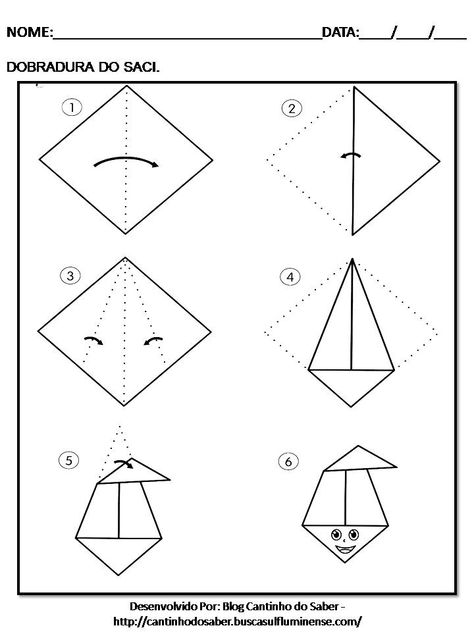 NOME:___________________________________DATA:____/____/____
DOBRADURA DO SACI.
1
2
3
4
5
6
Desenvolvido Por: Blog Cantinho do Saber -
http://cantinhodosaber.buscasulfluminense.com/